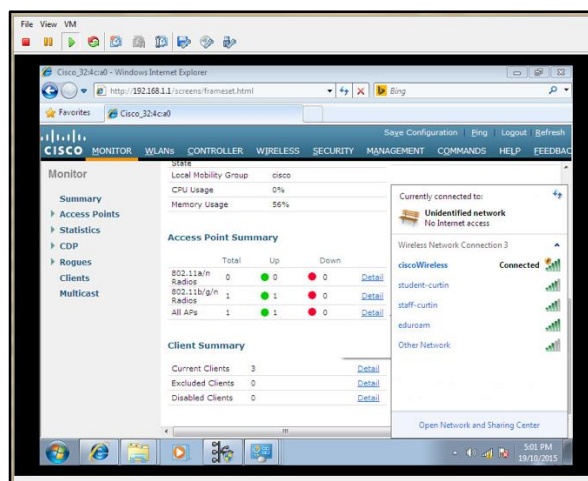 File View VM
Cisco_32:4c:a0 - Windows Internet Explorer
http://192.168.1.1/screens/frameset.html
Bing
Favorites
Cisco_32:4c:a0
Save Configuration Ping Logout Refresh
CISCO MONITOR WLANs CONTROLLER WIRELESS SECURITY MANAGEMENT COMMANDS HELP FEEDBAC
Monitor
Summary
Access Points
Statistics
CDP
Rogues
Clients
Multicast
State
Local Mobility Group cisco
CPU Usage 0%
Memory Usage 56%
Access Point Summary
Total Up Down
802.11a/n Radios 0 0 0 Detail
802.11b/g/n Radios 1 1 0 Detail
All APs 1 1 0 Detail
Client Summary
Current Clients 3 Detail
Excluded Clients 0 Detail
Disabled Clients 0 Detail
Currently connected to:
Unidentified network
No Internet access
Wireless Network Connection 3
ciscoWireless Connected
student-curtin
staff-curtin
eduroam
Other Network
Open Network and Sharing Center
5:01 PM
19/10/2015